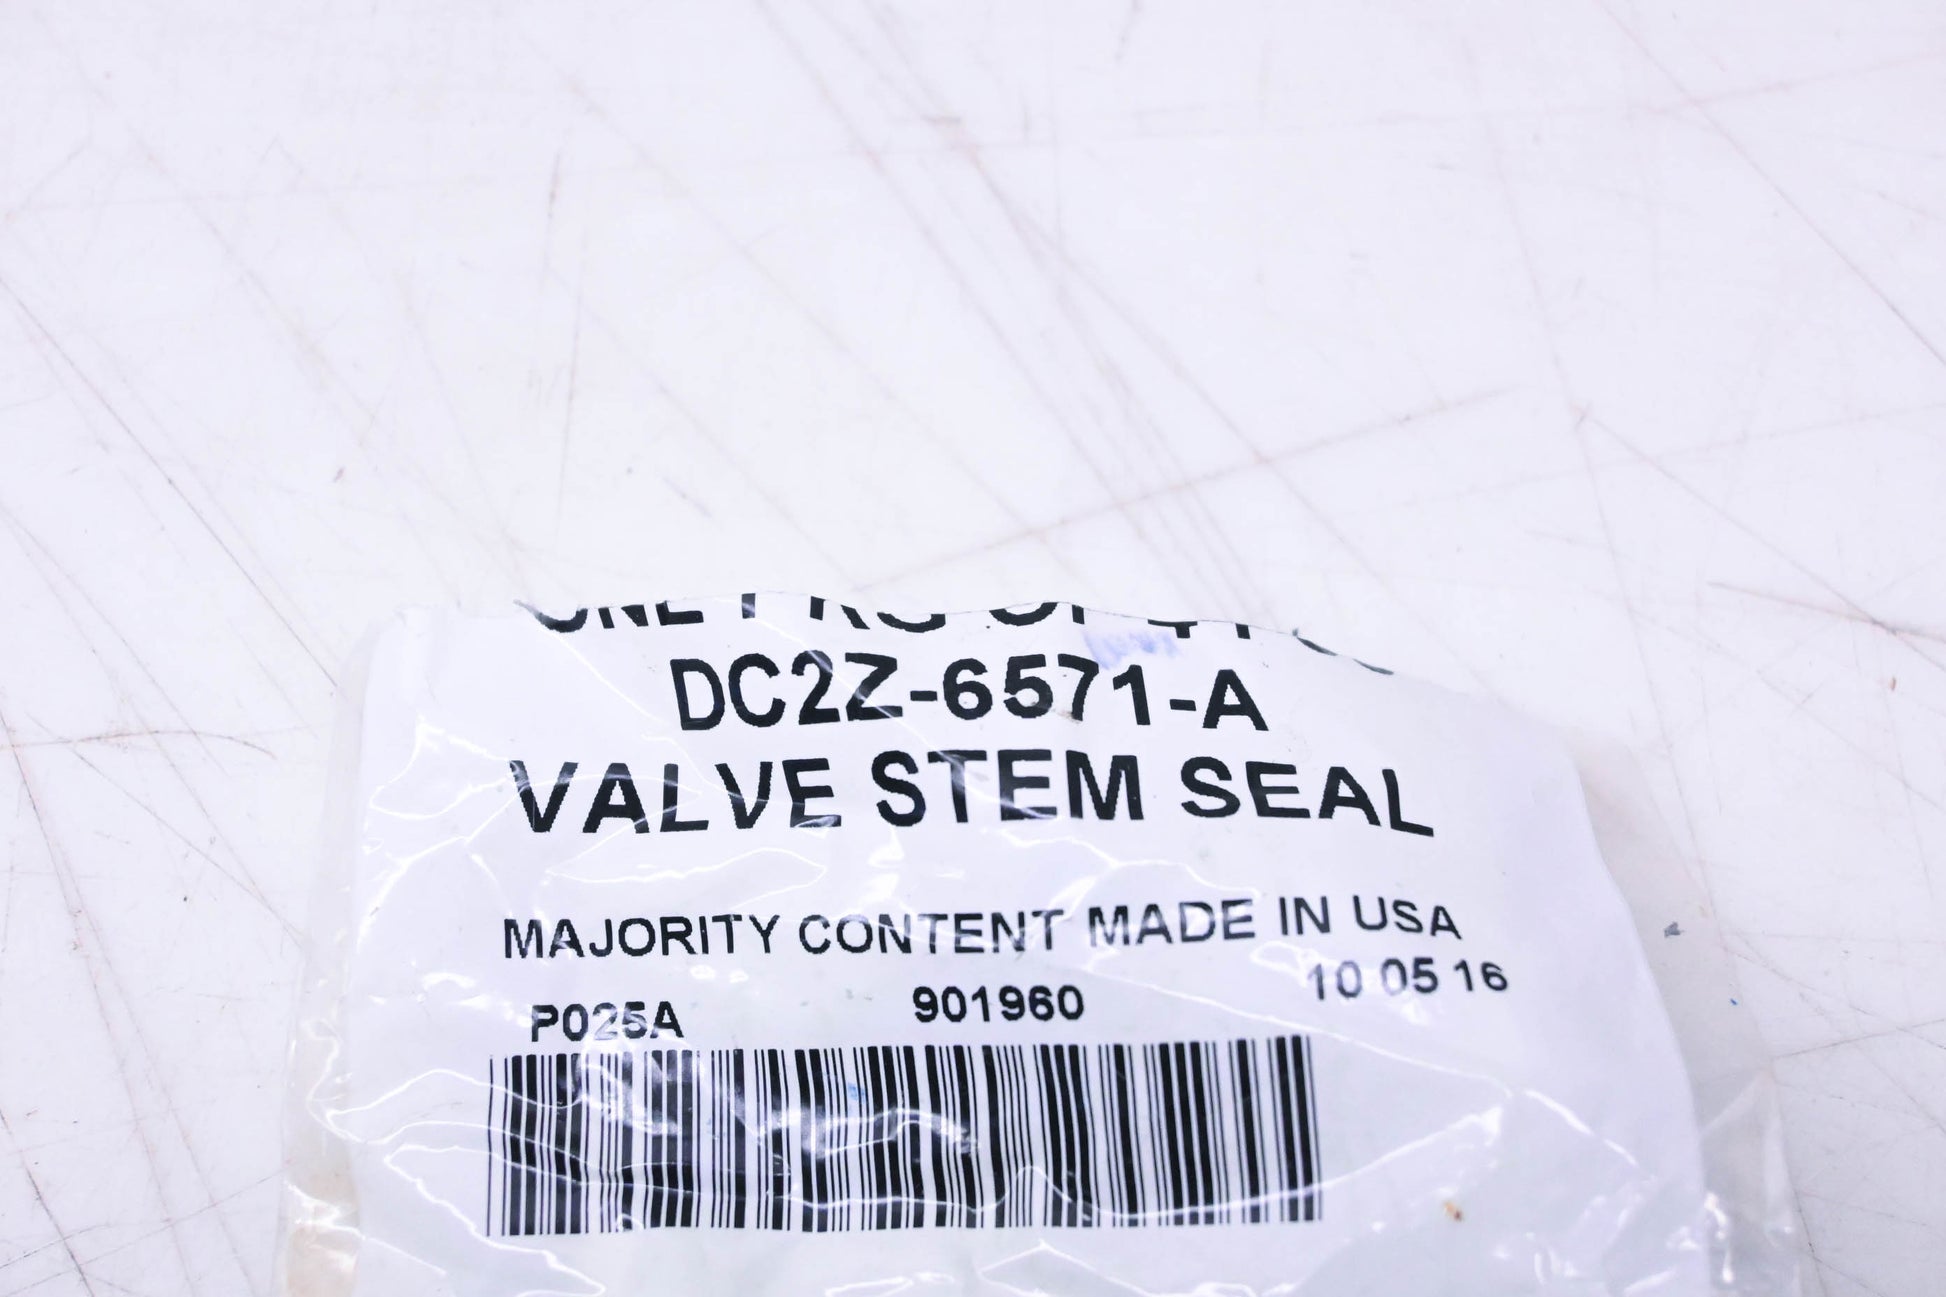 DC2Z-6571-A
VALVE STEM SEAL
MAJORITY CONTENT MADE IN USA
P025A 901960 10 05 16